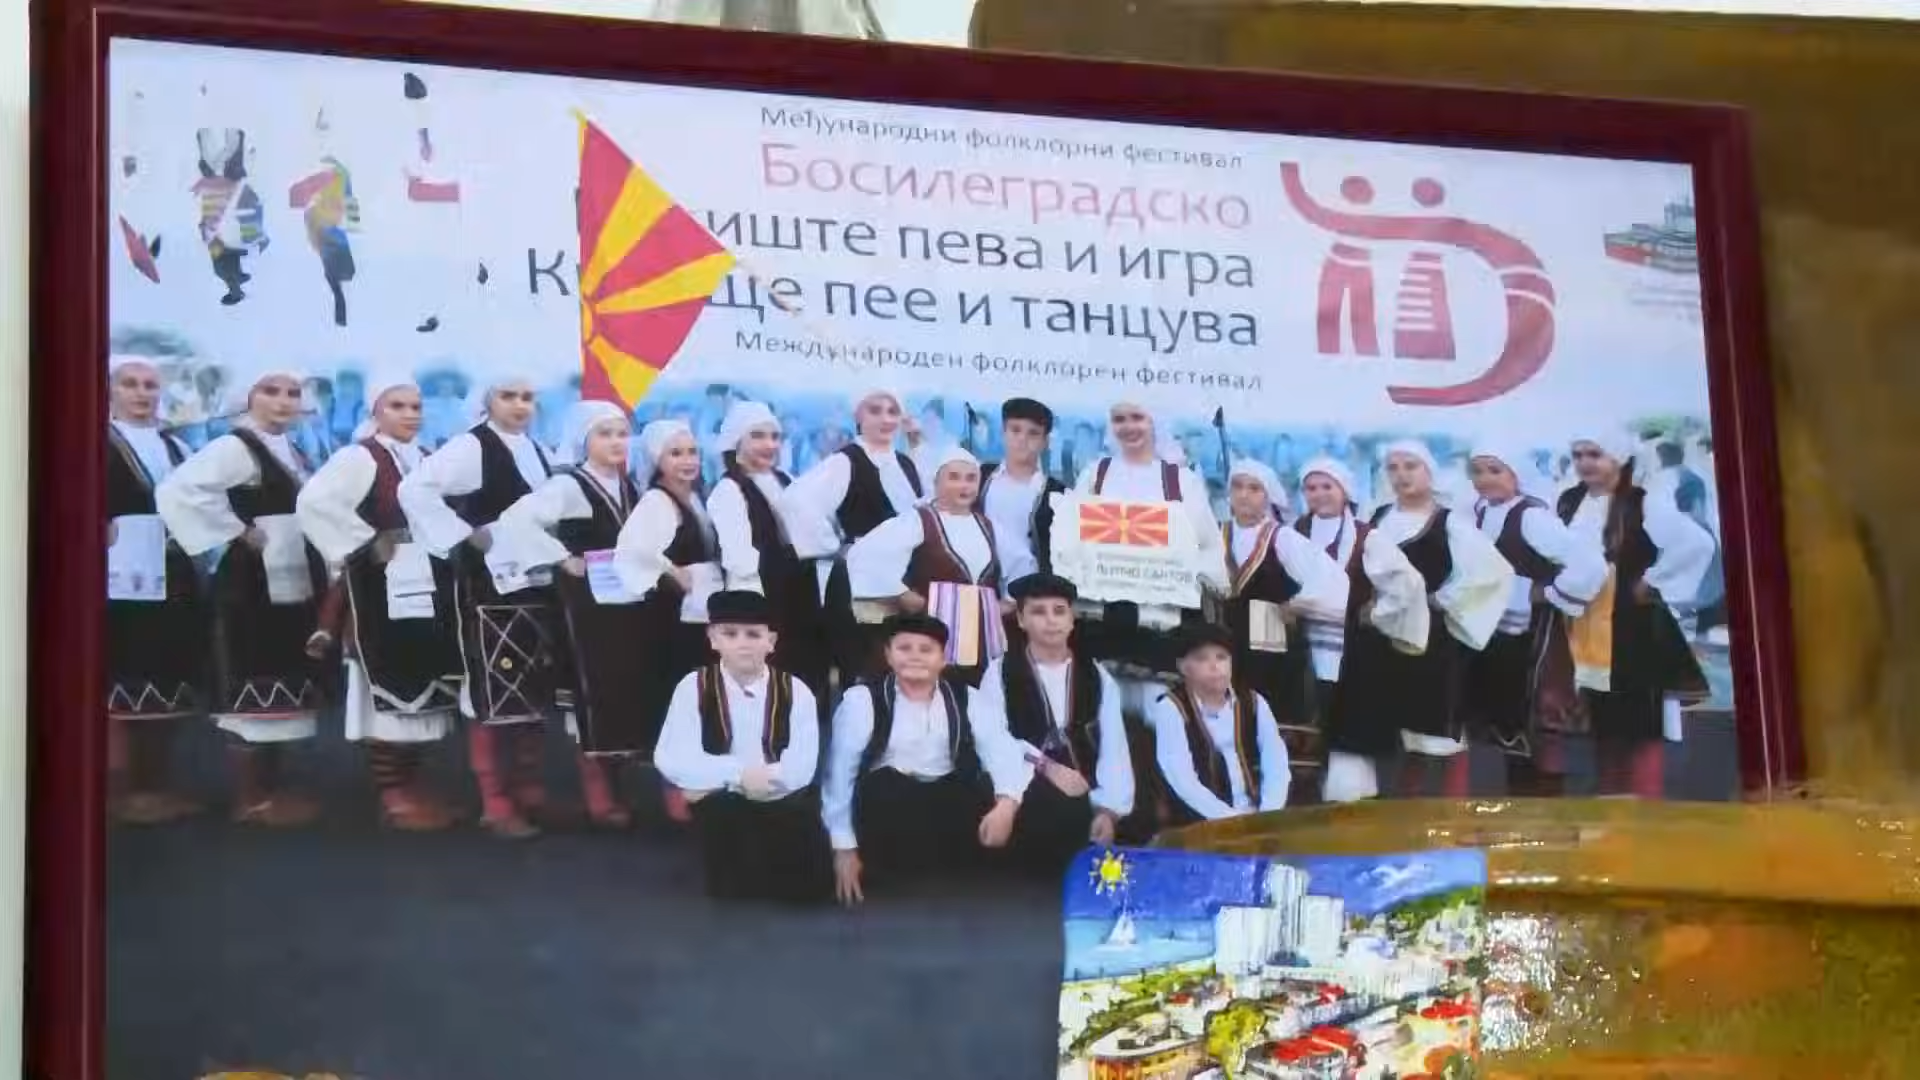 Међународни фолклорни фестивал
Босилеградско
иште пева и игра
К ще пее и танцува
Международен фолклорен фестивал